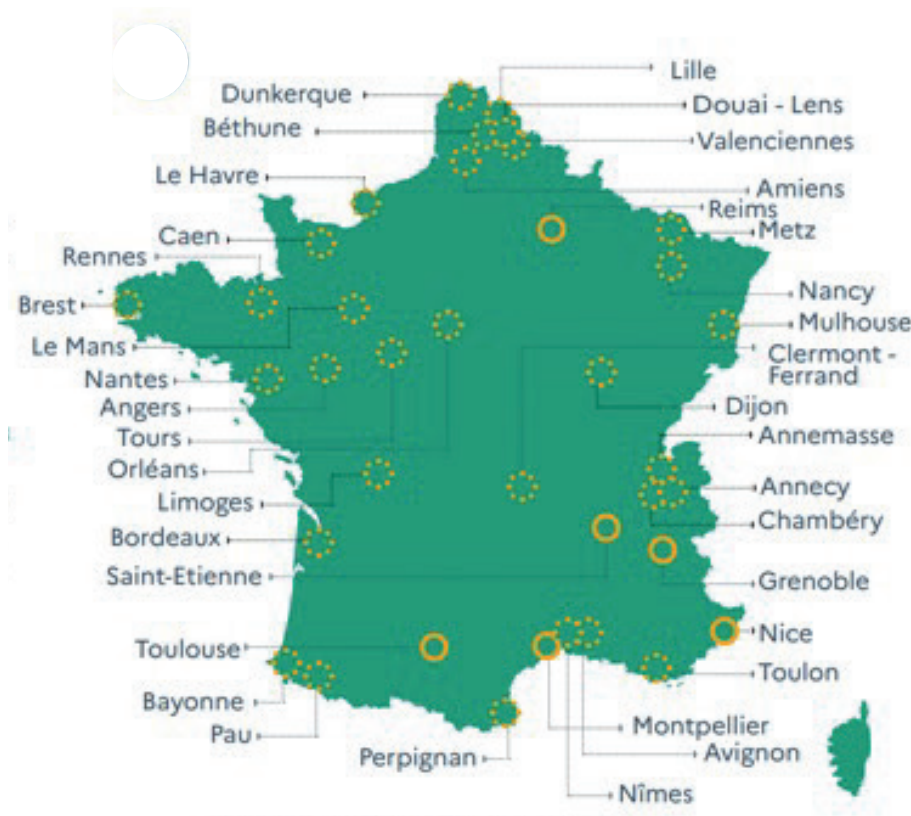 Lille
Dunkerque
Douai - Lens
Béthune
Valenciennes
Le Havre
Amiens
Reims
Caen
Metz
Rennes
Nancy
Brest
Mulhouse
Le Mans
Clermont -
Ferrand
Nantes
Angers
Dijon
Tours
Annemasse
Orléans
Annecy
Limoges
Chambéry
Bordeaux
Saint-Etienne
Grenoble
Nice
Toulouse
Toulon
Bayonne
Montpellier
Pau
Avignon
Perpignan
Nîmes